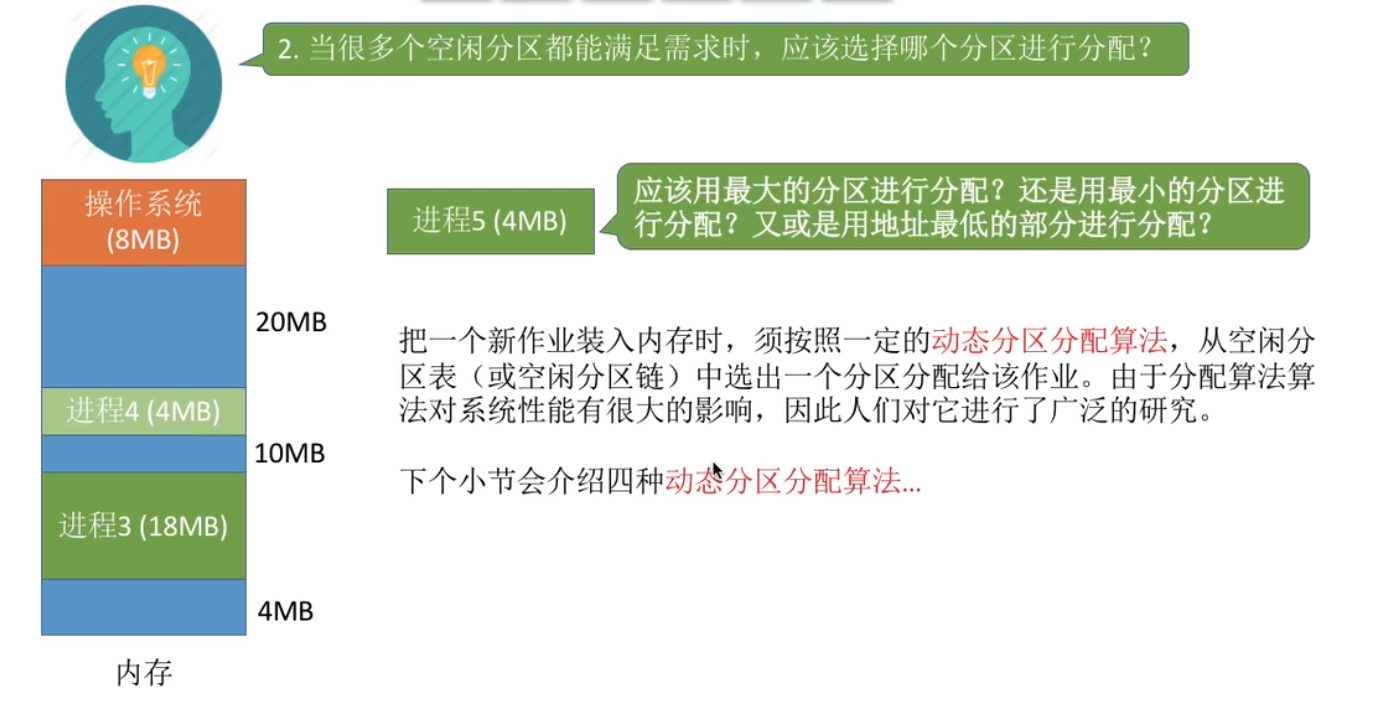 2. 当很多个空闲分区都能满足需求时，应该选择哪个分区进行分配？
操作系统
(8MB)
20MB
进程4 (4MB)
10MB
进程3 (18MB)
4MB
内存
进程5 (4MB)
应该用最大的分区进行分配？还是用最小的分区进
行分配？又或是用地址最低的部分进行分配？
把一个新作业装入内存时，须按照一定的动态分区分配算法，从空闲分
区表（或空闲分区链）中选出一个分区分配给该作业。由于分配算法算
法对系统性能有很大的影响，因此人们对它进行了广泛的研究。
下个小节会介绍四种动态分区分配算法...